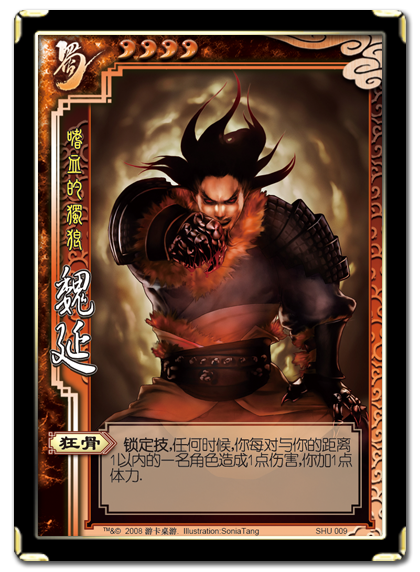 蜀
嗜血的獨狼
魏延
狂骨
锁定技,任何时候,你每对与你的距离
1以内的一名角色造成1点伤害,你加1点
体力.
™&© 2008 游卡桌游. Illustration:SoniaTang
SHU 009